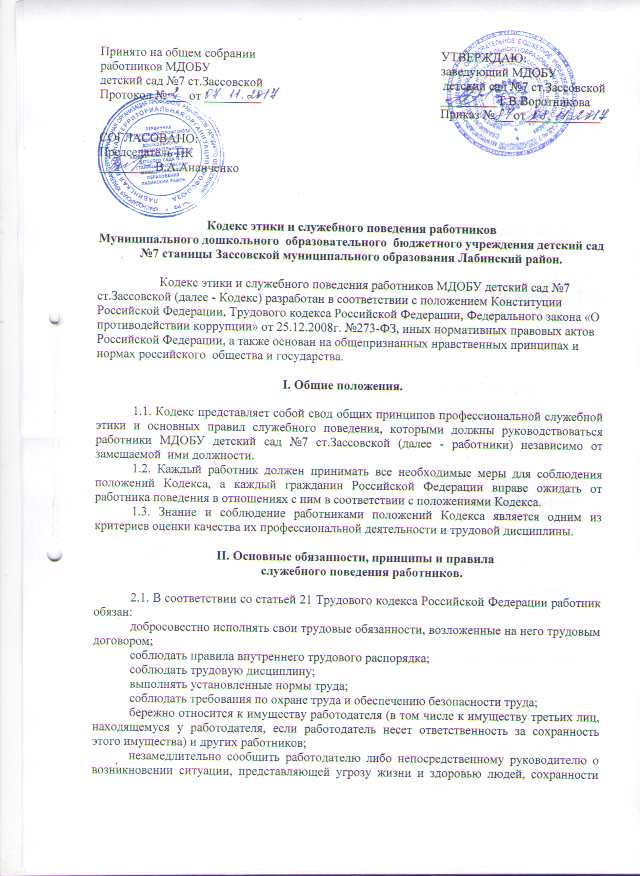 Принято на общем собрании
работников МДОБУ
детский сад №7 ст.Зассовской
Протокол №2 от 07.11.2017
СОГЛАСОВАНО:
Председатель ПК
В.А.Ананченко
УТВЕРЖДАЮ:
заведующий МДОБУ
детский сад №7 ст.Зассовской
Т.В.Воротникова
Приказ № от
Кодекс этики и служебного поведения работников
Муниципального дошкольного образовательного бюджетного учреждения детский сад
№7 станицы Зассовской муниципального образования Лабинский район.
Кодекс этики и служебного поведения работников МДОБУ детский сад №7
ст.Зассовской (далее - Кодекс) разработан в соответствии с положением Конституции
Российской Федерации, Трудового кодекса Российской Федерации, Федерального закона «О
противодействии коррупции» от 25.12.2008г. №273-ФЗ, иных нормативных правовых актов
Российской Федерации, а также основан на общепризнанных нравственных принципах и
нормах российского общества и государства.
I. Общие положения.
1.1. Кодекс представляет собой свод общих принципов профессиональной служебной
этики и основных правил служебного поведения, которыми должны руководствоваться
работники МДОБУ детский сад №7 ст.Зассовской (далее - работники) независимо от
замещаемой ими должности.
1.2. Каждый работник должен принимать все необходимые меры для соблюдения
положений Кодекса, а каждый гражданин Российской Федерации вправе ожидать от
работника поведения в отношениях с ним в соответствии с положениями Кодекса.
1.3. Знание и соблюдение работниками положений Кодекса является одним из
критериев оценки качества их профессиональной деятельности и трудовой дисциплины.
II. Основные обязанности, принципы и правила
служебного поведения работников.
2.1. В соответствии со статьей 21 Трудового кодекса Российской Федерации работник
обязан:
добросовестно исполнять свои трудовые обязанности, возложенные на него трудовым
договором;
соблюдать правила внутреннего трудового распорядка;
соблюдать трудовую дисциплину;
выполнять установленные нормы труда;
соблюдать требования по охране труда и обеспечению безопасности труда;
бережно относится к имуществу работодателя (в том числе к имуществу третьих лиц,
находящемуся у работодателя, если работодатель несет ответственность за сохранность
этого имущества) и других работников;
незамедлительно сообщить работодателю либо непосредственному руководителю о
возникновении ситуации, представляющей угрозу жизни и здоровью людей, сохранности